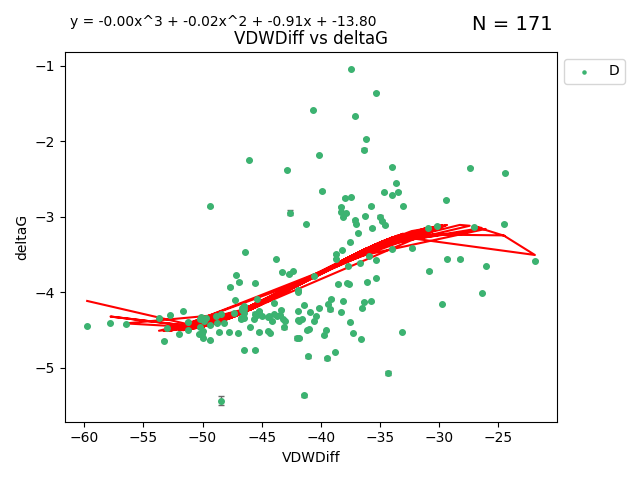 y = -0.00x^3 + -0.02x^2 + -0.91x + -13.80
N = 171
VDWDiff vs deltaG
D
deltaG
−1
−2
−3
−4
−5
−60 −55 −50 −45 −40 −35 −30 −25
VDWDiff